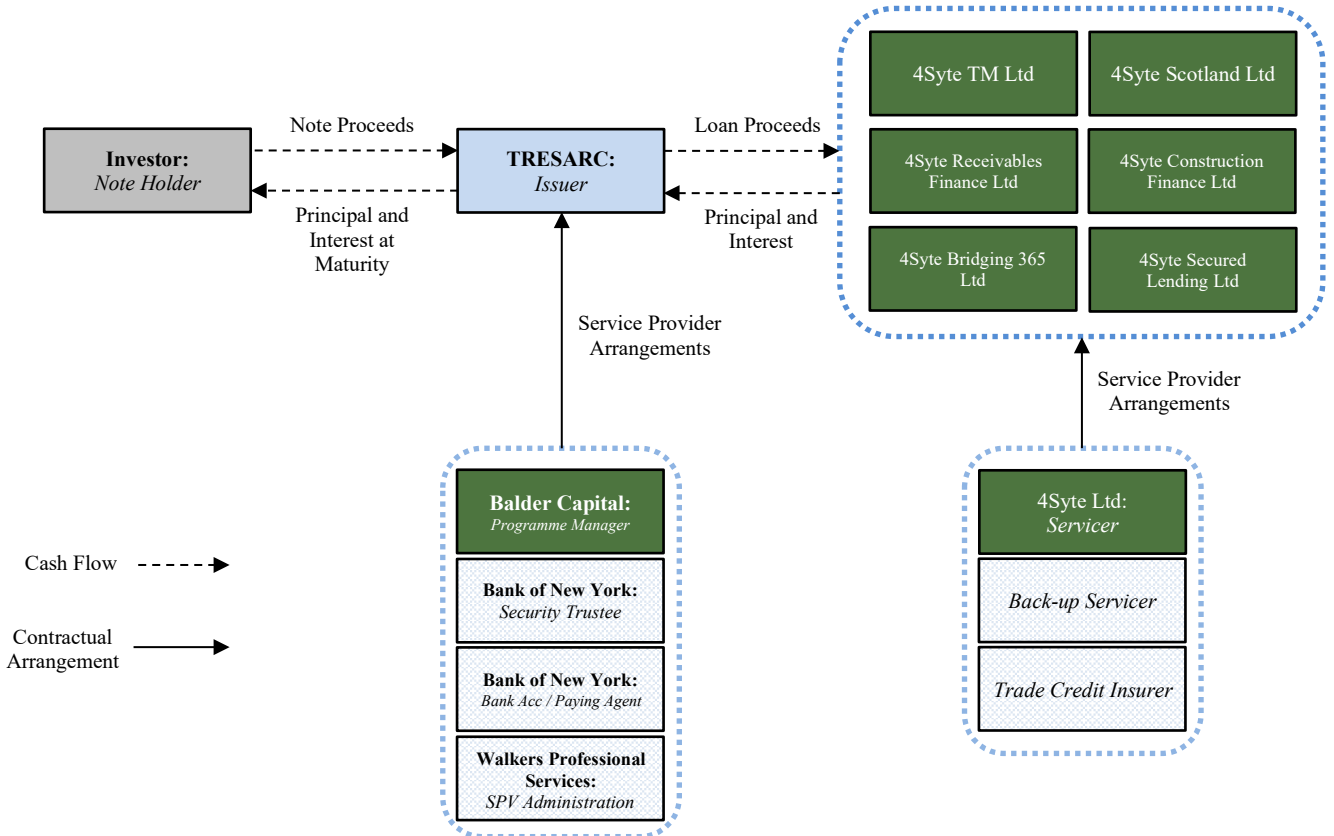 4Syte TM Ltd
4Syte Scotland Ltd
Note Proceeds
Loan Proceeds
Investor:
Note Holder
TRESARC:
Issuer
4Syte Receivables
Finance Ltd
4Syte Construction
Finance Ltd
Principal and
Interest at
Maturity
Principal and
Interest
4Syte Bridging 365
Ltd
4Syte Secured
Lending Ltd
Service Provider
Arrangements
Service Provider
Arrangements
Balder Capital:
Programme Manager
4Syte Ltd:
Servicer
Cash Flow
Bank of New York:
Security Trustee
Back-up Servicer
Contractual
Arrangement
Bank of New York:
Bank Acc / Paying Agent
Trade Credit Insurer
Walkers Professional
Services:
SPV Administration